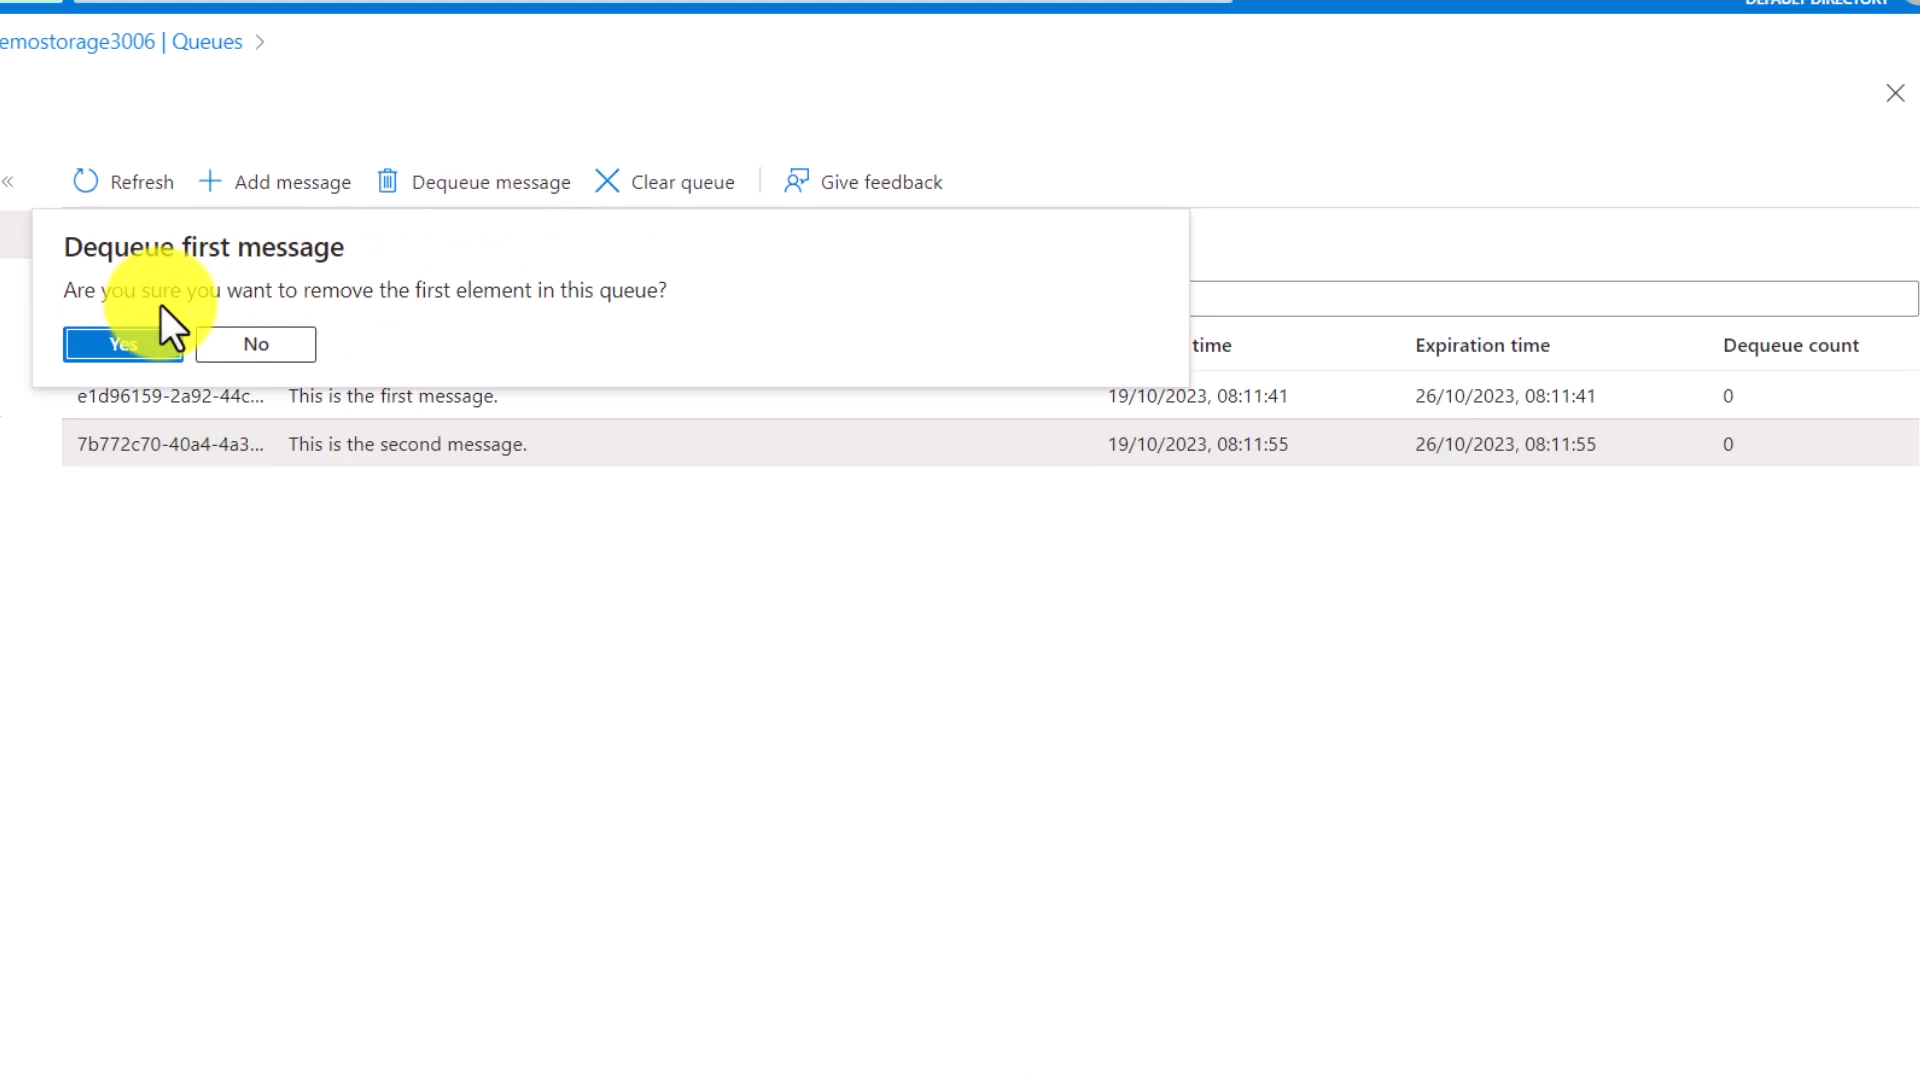 DEFAULT DIRECTORY
emostorage3006 | Queues
Refresh
Add message
Dequeue message
Clear queue
Give feedback
Dequeue first message
Are you sure you want to remove the first element in this queue?
Yes
No
time
Expiration time
Dequeue count
e1d96159-2a92-44c...
This is the first message.
19/10/2023, 08:11:41
26/10/2023, 08:11:41
0
7b772c70-40a4-4a3...
This is the second message.
19/10/2023, 08:11:55
26/10/2023, 08:11:55
0